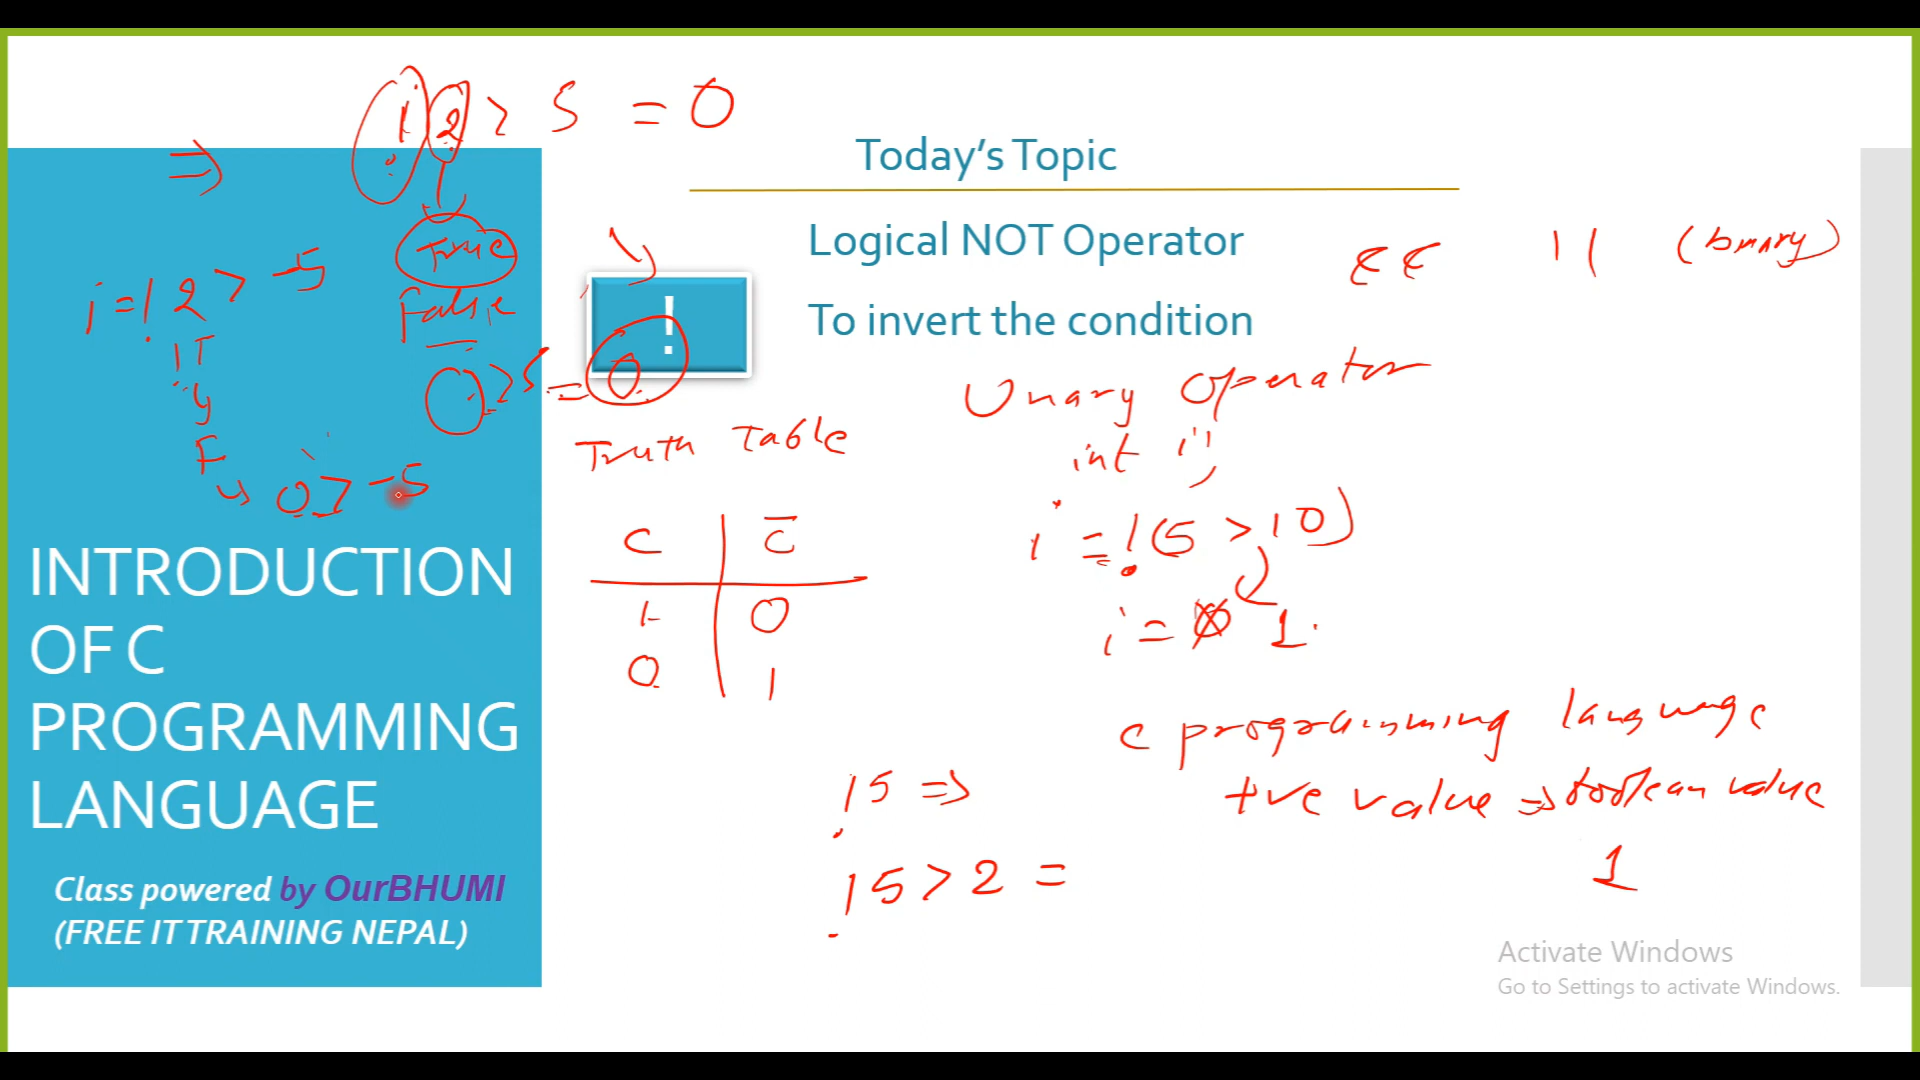 !2 > 5 = 0
⇒
Today's Topic
Logical NOT Operator
To invert the condition
!
&& || (binary)
True
False
i = !2 > -5
T
F
0 > -5
0 > 5 = 0
Unary Operator
int i;
i = !(5 > 10)
i = 0 1
Truth Table
C C̅
1 0
0 1
INTRODUCTION
OF C
PROGRAMMING
LANGUAGE
Class powered by OurBHUMI
(FREE IT TRAINING NEPAL)
c programming language
+ve value ⇒ boolean value
1
!5 ⇒
!5 > 2 =
Activate Windows
Go to Settings to activate Windows.